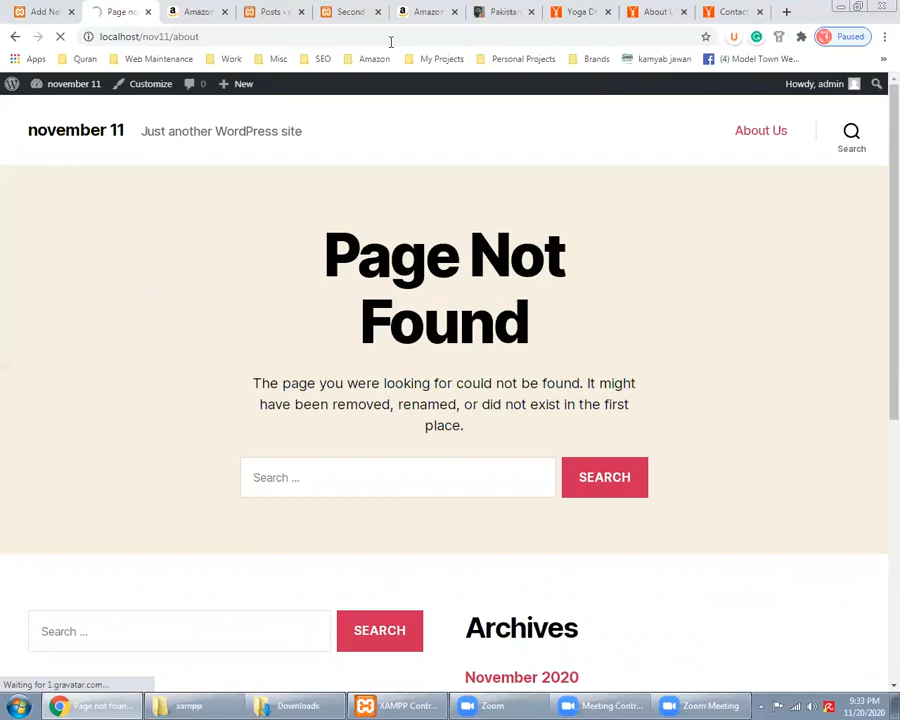 Add Ne
Page no
Amazor
Posts ‹ e
Second
Amazor
Pakistan
Yoga Dr
About U
Contact
localhost/nov11/about
Paused
Apps
Quran
Web Maintenance
Work
Misc
SEO
Amazon
My Projects
Personal Projects
Brands
kamyab jawan
(4) Model Town We...
november 11
Customize
0
New
Howdy, admin
november 11
Just another WordPress site
About Us
Search
Page Not
Found
The page you were looking for could not be found. It might
have been removed, renamed, or did not exist in the first
place.
Search …
SEARCH
Search …
SEARCH
Archives
November 2020
Waiting for 1.gravatar.com...
Page not foun...
xampp
Downloads
XAMPP Contr...
Zoom
Meeting Contr...
Zoom Meeting
9:33 PM
11/20/2020